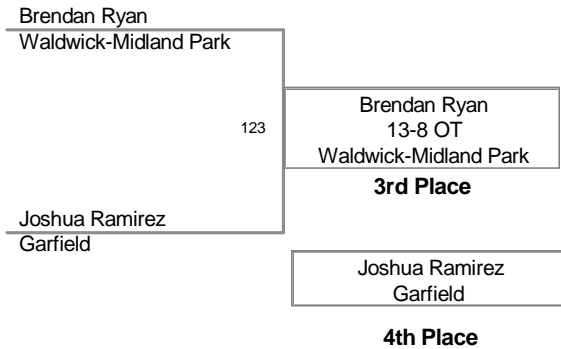 Brendan Ryan
Waldwick-Midland Park
123
Brendan Ryan
13-8 OT
Waldwick-Midland Park
3rd Place
Joshua Ramirez
Garfield
Joshua Ramirez
Garfield
4th Place